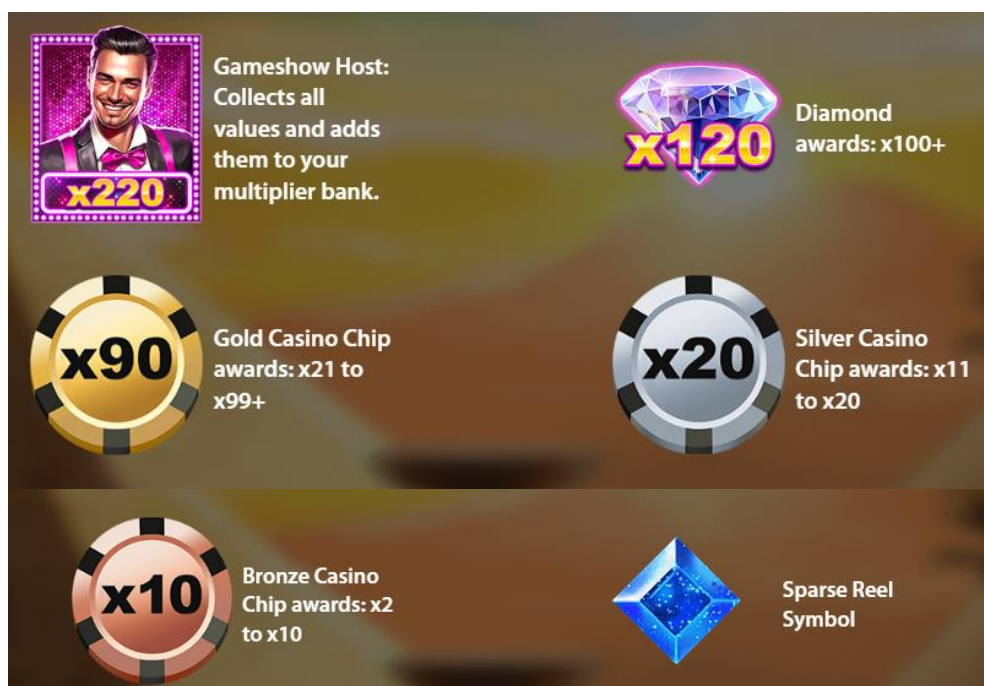 x220
Gameshow Host:
Collects all
values and adds
them to your
multiplier bank.
x120
Diamond
awards: x100+
x90
Gold Casino Chip
awards: x21 to
x99+
x20
Silver Casino
Chip awards: x11
to x20
x10
Bronze Casino
Chip awards: x2
to x10
Sparse Reel
Symbol